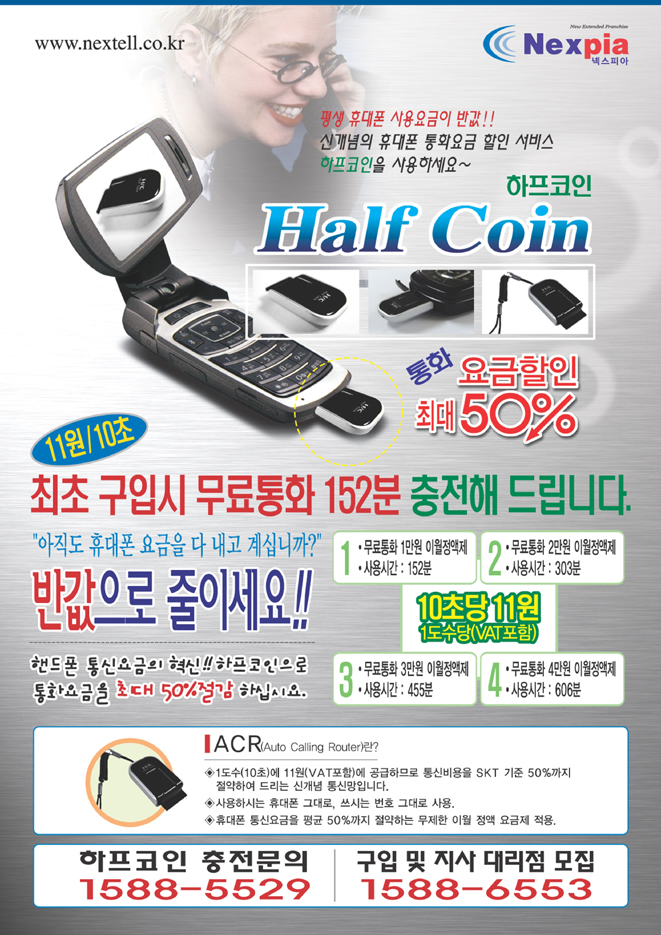 www.nextell.co.kr
New Extended Franchise
Nexpia
넥스피아
평생 휴대폰 사용요금이 반값!!
신개념의 휴대폰 통화요금 할인 서비스
하프코인을 사용하세요~
하프코인
Half Coin
통화 요금할인
최대 50%
11원/10초
최초 구입시 무료통화 152분 충전해 드립니다.
"아직도 휴대폰 요금을 다 내고 계십니까?"
반값으로 줄이세요!!
핸드폰 통신요금의 혁신!! 하프코인으로
통화요금을 최대 50%절감 하십시요.
1 • 무료통화 1만원 이월정액제
• 사용시간 : 152분
2 • 무료통화 2만원 이월정액제
• 사용시간 : 303분
10초당 11원
1도수당(VAT포함)
3 • 무료통화 3만원 이월정액제
• 사용시간 : 455분
4 • 무료통화 4만원 이월정액제
• 사용시간 : 606분
ACR(Auto Calling Router)란?
◈1도수(10초)에 11원(VAT포함)에 공급하므로 통신비용을 SKT 기준 50%까지
절약하여 드리는 신개념 통신망입니다.
◈사용하시는 휴대폰 그대로, 쓰시는 번호 그대로 사용.
◈휴대폰 통신요금을 평균 50%까지 절약하는 무제한 이월 정액 요금제 적용.
하프코인 충전문의
1588-5529
구입 및 지사 대리점 모집
1588-6553